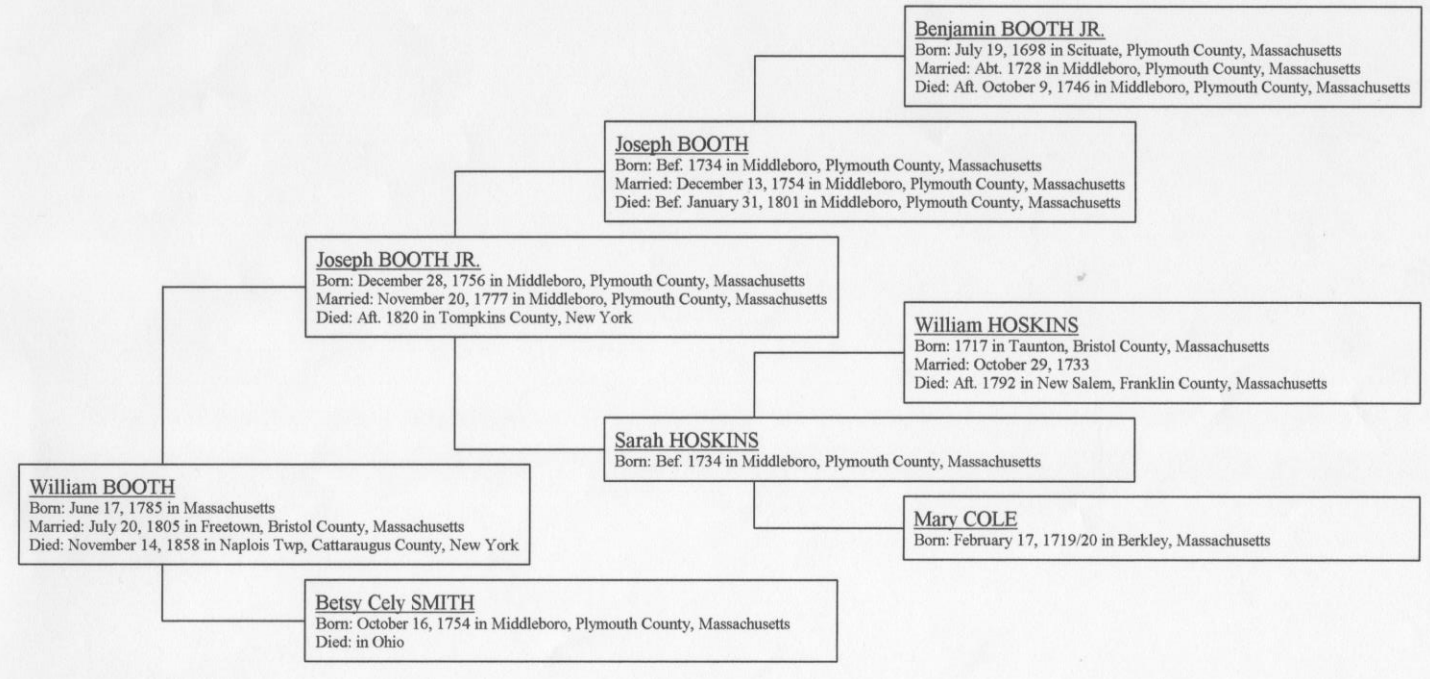 Benjamin BOOTH JR.
Born: July 19, 1698 in Scituate, Plymouth County, Massachusetts
Married: Abt. 1728 in Middleboro, Plymouth County, Massachusetts
Died: Aft. October 9, 1746 in Middleboro, Plymouth County, Massachusetts
Joseph BOOTH
Born: Bef. 1734 in Middleboro, Plymouth County, Massachusetts
Married: December 13, 1754 in Middleboro, Plymouth County, Massachusetts
Died: Bef. January 31, 1801 in Middleboro, Plymouth County, Massachusetts
Joseph BOOTH JR.
Born: December 28, 1756 in Middleboro, Plymouth County, Massachusetts
Married: November 20, 1777 in Middleboro, Plymouth County, Massachusetts
Died: Aft. 1820 in Tompkins County, New York
William HOSKINS
Born: 1717 in Taunton, Bristol County, Massachusetts
Married: October 29, 1733
Died: Aft. 1792 in New Salem, Franklin County, Massachusetts
Sarah HOSKINS
Born: Bef. 1734 in Middleboro, Plymouth County, Massachusetts
William BOOTH
Born: June 17, 1785 in Massachusetts
Married: July 20, 1805 in Freetown, Bristol County, Massachusetts
Died: November 14, 1858 in Naplois Twp, Cattaraugus County, New York
Mary COLE
Born: February 17, 1719/20 in Berkley, Massachusetts
Betsy Cely SMITH
Born: October 16, 1754 in Middleboro, Plymouth County, Massachusetts
Died: in Ohio